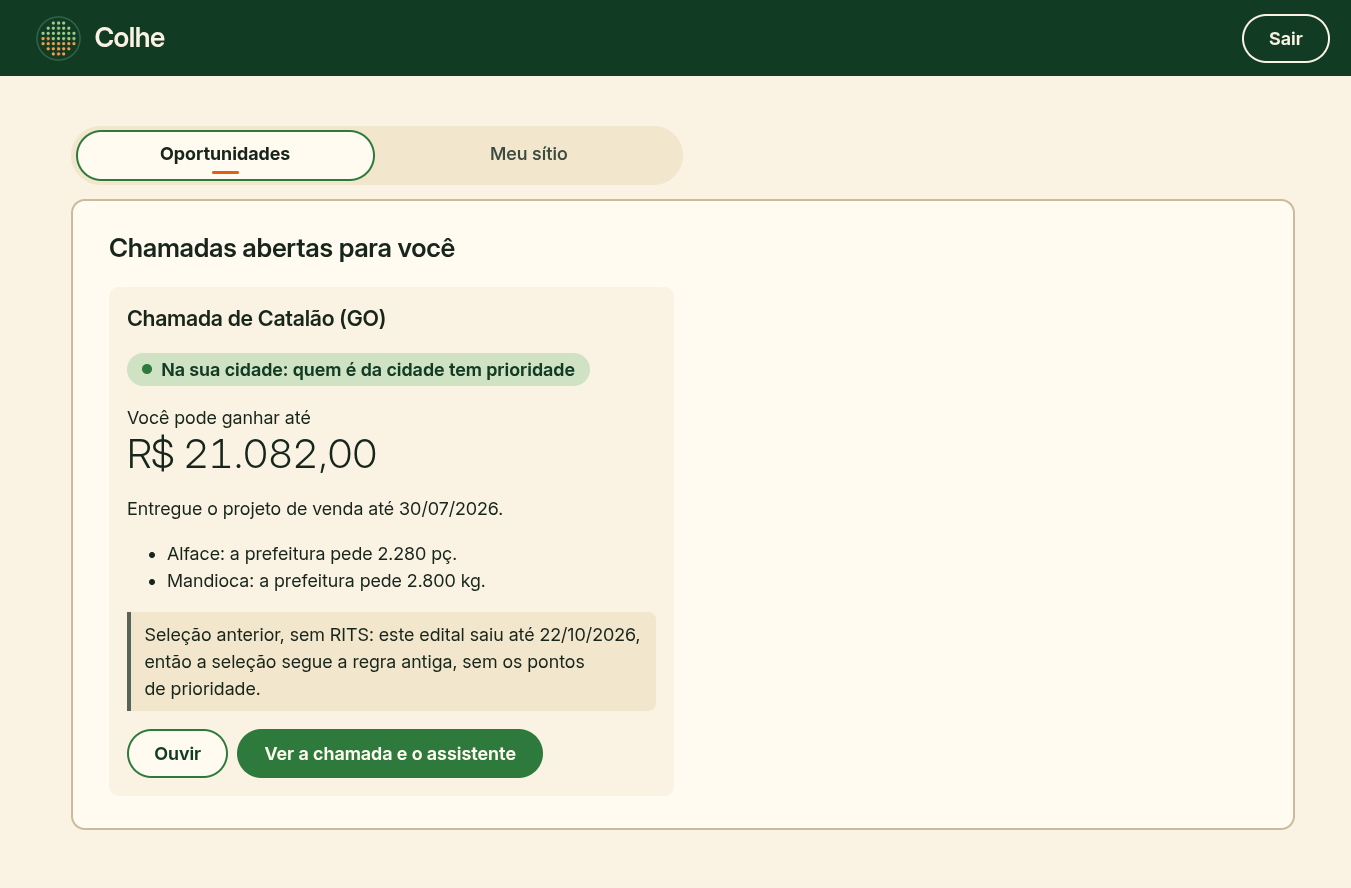 Colhe
Sair
Oportunidades
Meu sítio
Chamadas abertas para você
Chamada de Catalão (GO)
Na sua cidade: quem é da cidade tem prioridade
Você pode ganhar até
R$ 21.082,00
Entregue o projeto de venda até 30/07/2026.
Alface: a prefeitura pede 2.280 pç.
Mandioca: a prefeitura pede 2.800 kg.
Seleção anterior, sem RITS: este edital saiu até 22/10/2026,
então a seleção segue a regra antiga, sem os pontos
de prioridade.
Ouvir
Ver a chamada e o assistente